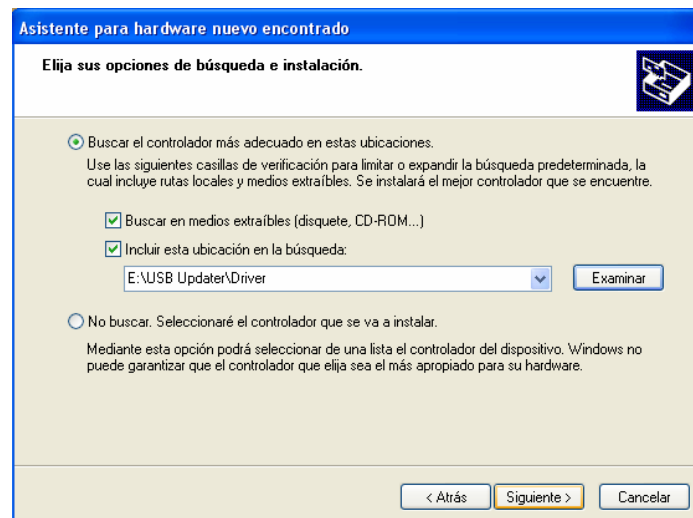 Asistente para hardware nuevo encontrado
Elija sus opciones de búsqueda e instalación.
Buscar el controlador más adecuado en estas ubicaciones.
Use las siguientes casillas de verificación para limitar o expandir la búsqueda predeterminada, la
cual incluye rutas locales y medios extraíbles. Se instalará el mejor controlador que se encuentre.
Buscar en medios extraíbles (disquete, CD-ROM...)
Incluir esta ubicación en la búsqueda:
E:\USB Updater\Driver
Examinar
No buscar. Seleccionaré el controlador que se va a instalar.
Mediante esta opción podrá seleccionar de una lista el controlador del dispositivo. Windows no
puede garantizar que el controlador que elija sea el más apropiado para su hardware.
< Atrás
Siguiente >
Cancelar